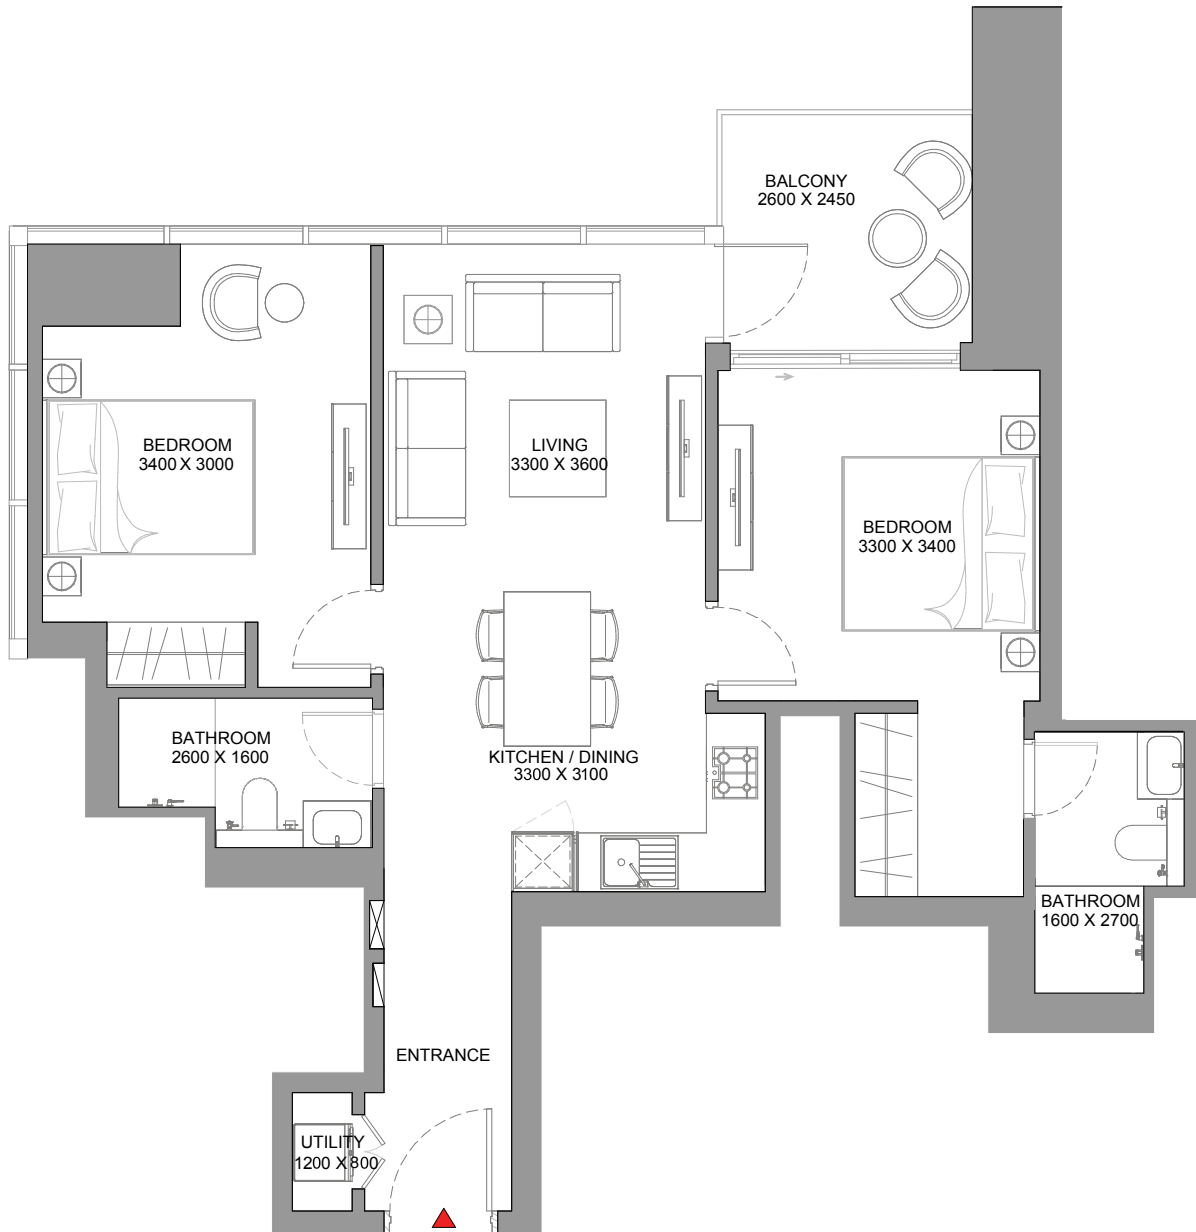 BALCONY
2600 X 2450
BEDROOM
3400 X 3000
LIVING
3300 X 3600
BEDROOM
3300 X 3400
BATHROOM
2600 X 1600
KITCHEN / DINING
3300 X 3100
BATHROOM
1600 X 2700
ENTRANCE
UTILITY
1200 X 800